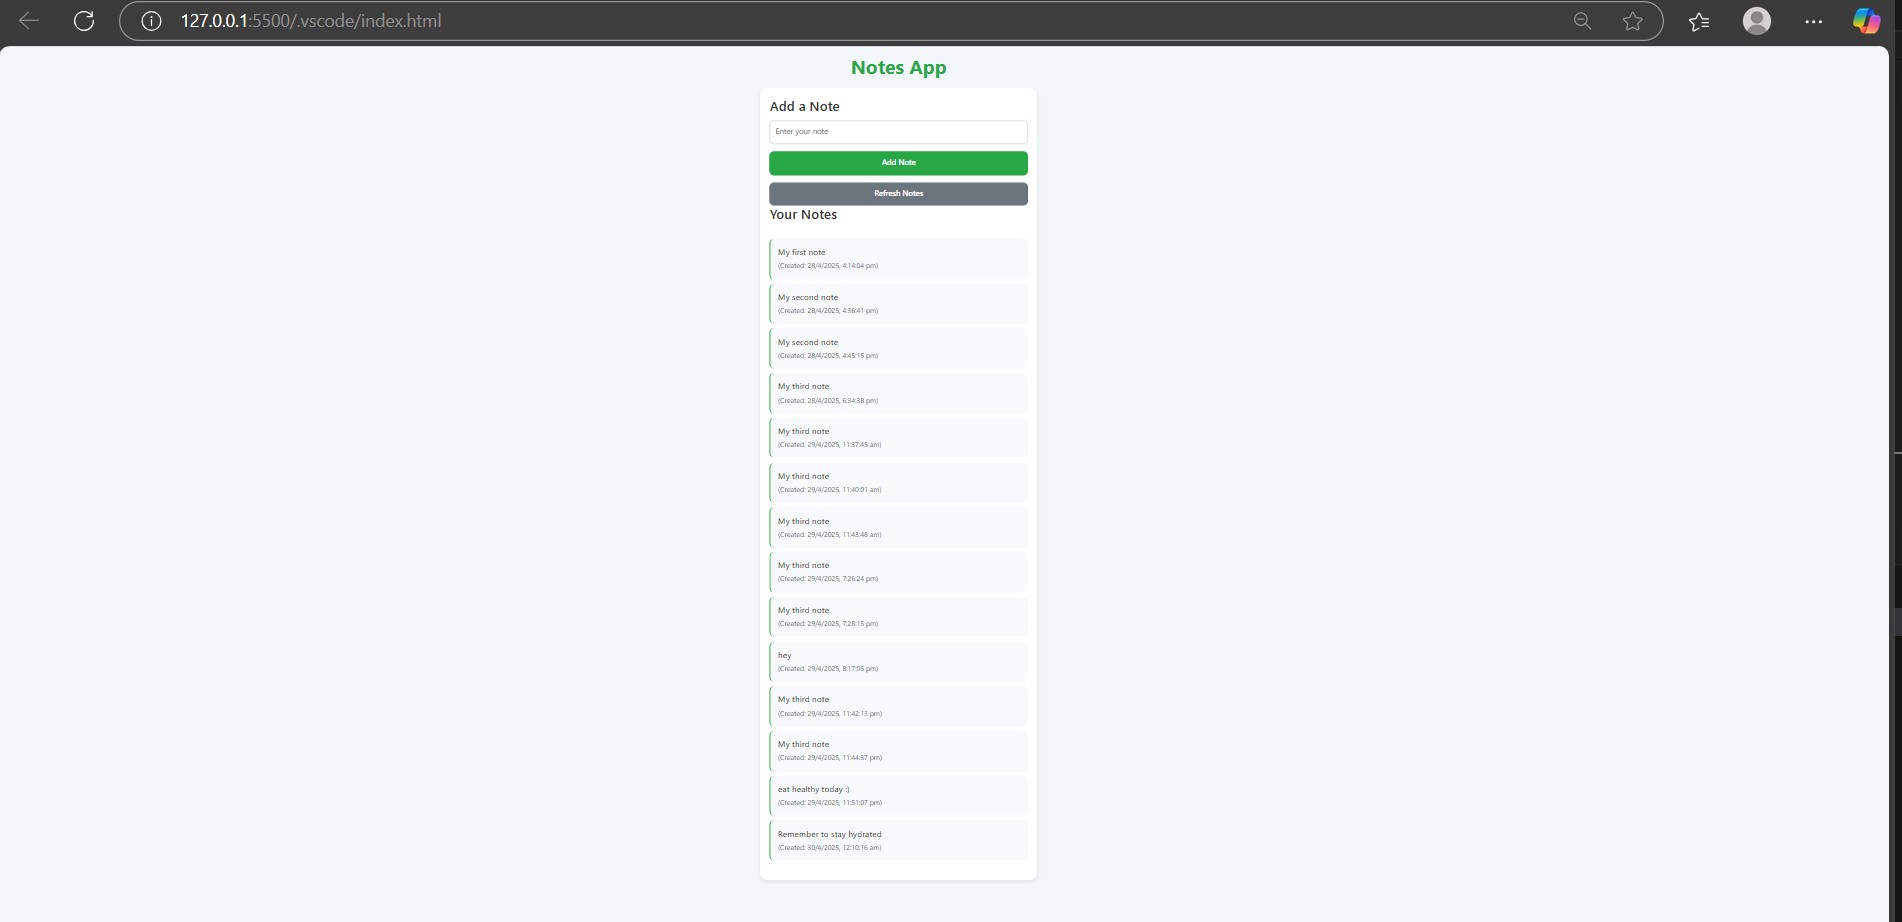 127.0.0.1:5500/.vscode/index.html
Notes App
Add a Note
Enter your note
Add Note
Refresh Notes
Your Notes
My first note
(Created: 28/4/2025, 4:14:04 pm)
My second note
(Created: 28/4/2025, 4:36:41 pm)
My second note
(Created: 28/4/2025, 4:45:15 pm)
My third note
(Created: 28/4/2025, 6:34:38 pm)
My third note
(Created: 29/4/2025, 11:37:45 am)
My third note
(Created: 29/4/2025, 11:40:01 am)
My third note
(Created: 29/4/2025, 11:43:48 am)
My third note
(Created: 29/4/2025, 7:26:24 pm)
My third note
(Created: 29/4/2025, 7:28:15 pm)
hey
(Created: 29/4/2025, 8:17:05 pm)
My third note
(Created: 29/4/2025, 11:42:13 pm)
My third note
(Created: 29/4/2025, 11:44:37 pm)
eat healthy today :)
(Created: 29/4/2025, 11:51:07 pm)
Remember to stay hydrated
(Created: 30/4/2025, 12:10:16 am)